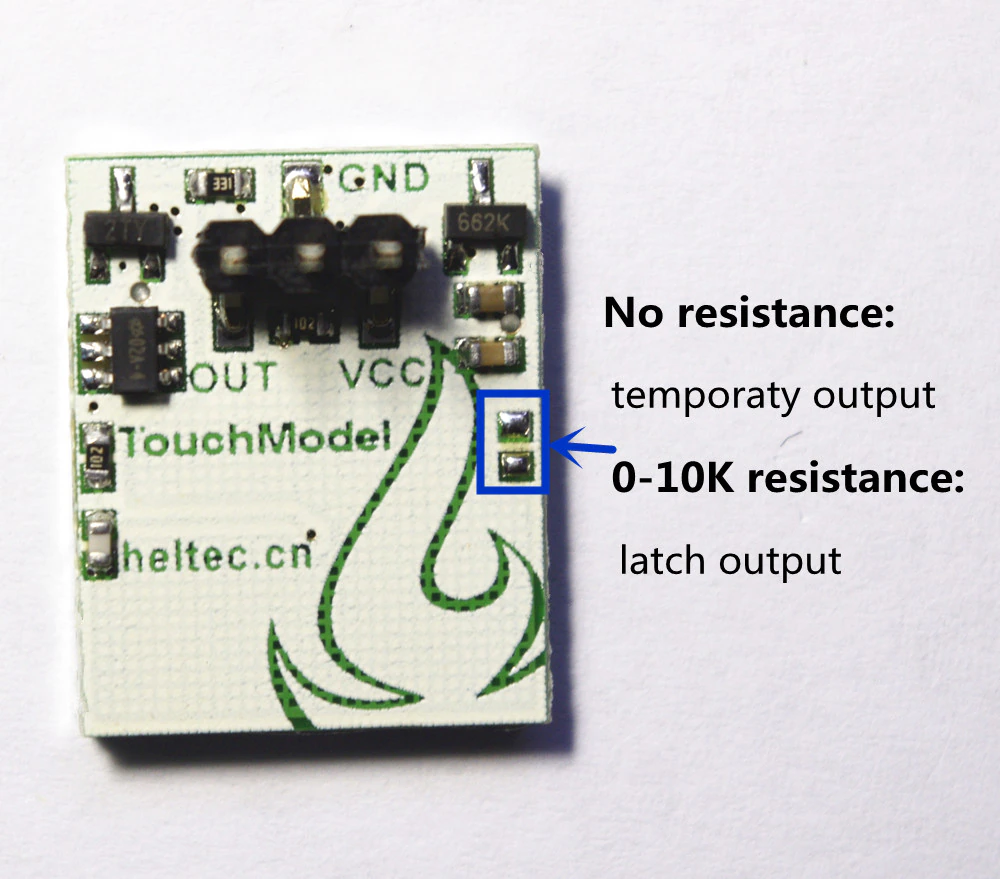 GND
662K
2TY
102
OUT
VCC
TouchModel
102
heltec.cn
No resistance:
temporaty output
0-10K resistance:
latch output